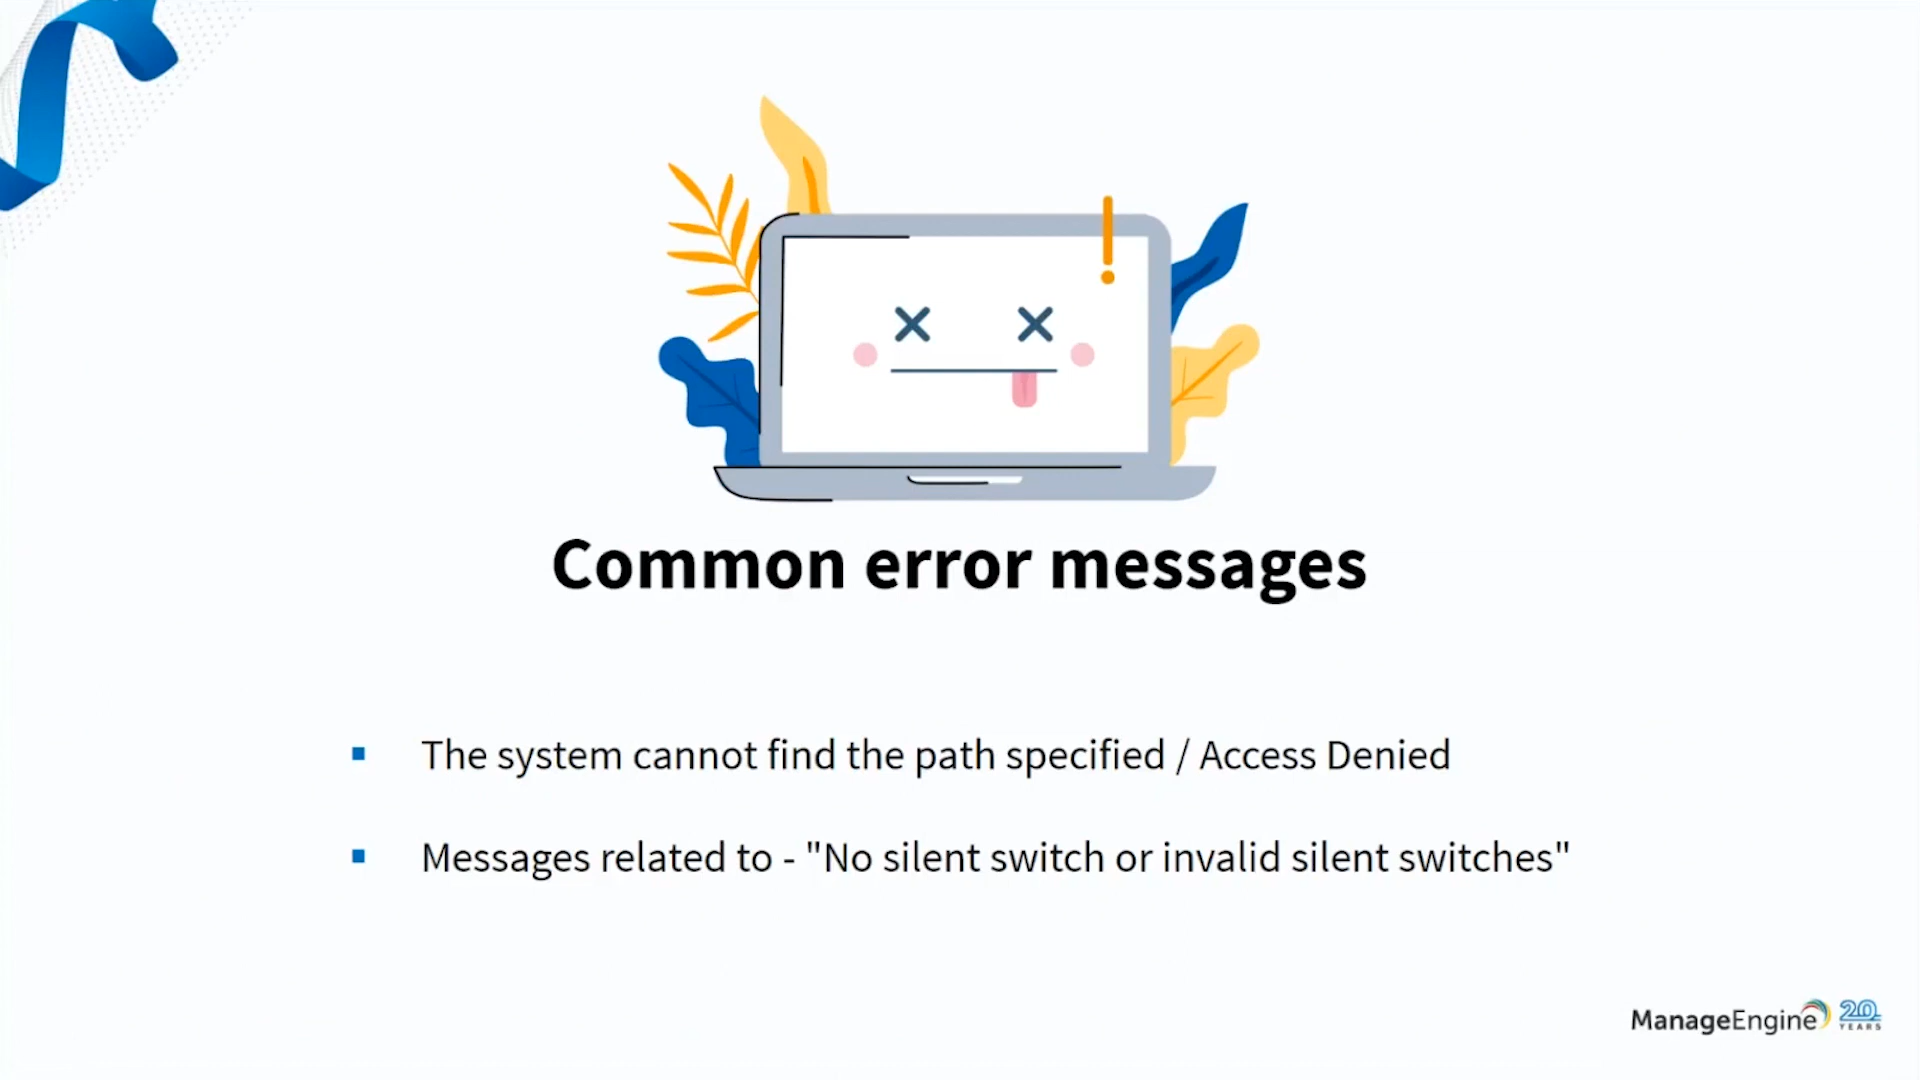 Common error messages
The system cannot find the path specified / Access Denied
Messages related to - "No silent switch or invalid silent switches"
ManageEngine 20
YEARS